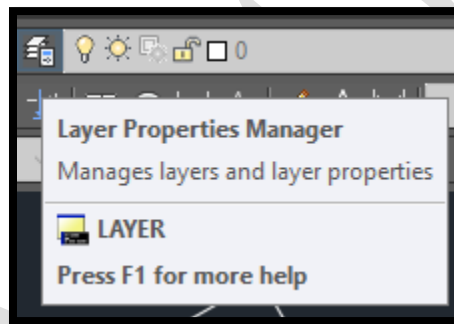 0
Layer Properties Manager
Manages layers and layer properties
LAYER
Press F1 for more help